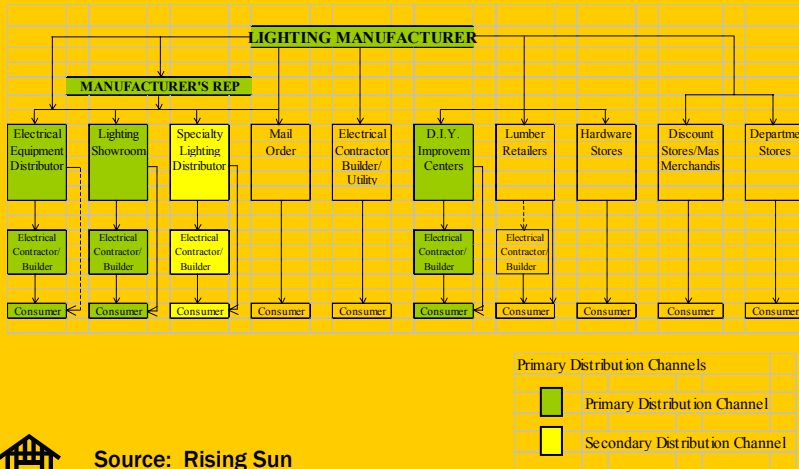 LIGHTING MANUFACTURER
MANUFACTURER'S REP
Electrical
Equipment
Distributor
Lighting
Showroom
Specialty
Lighting
Distributor
Mail
Order
Electrical
Contractor
Builder/
Utility
D.I.Y.
Improvem
Centers
Lumber
Retailers
Hardware
Stores
Discount
Stores/Mas
Merchandis
Departme
Stores
Electrical
Contractor/
Builder
Electrical
Contractor/
Builder
Electrical
Contractor/
Builder
Electrical
Contractor/
Builder
Electrical
Contractor/
Builder
Consumer
Consumer
Consumer
Consumer
Consumer
Consumer
Consumer
Consumer
Consumer
Consumer
Primary Distribution Channels
Primary Distribution Channel
Secondary Distribution Channel
Source: Rising Sun